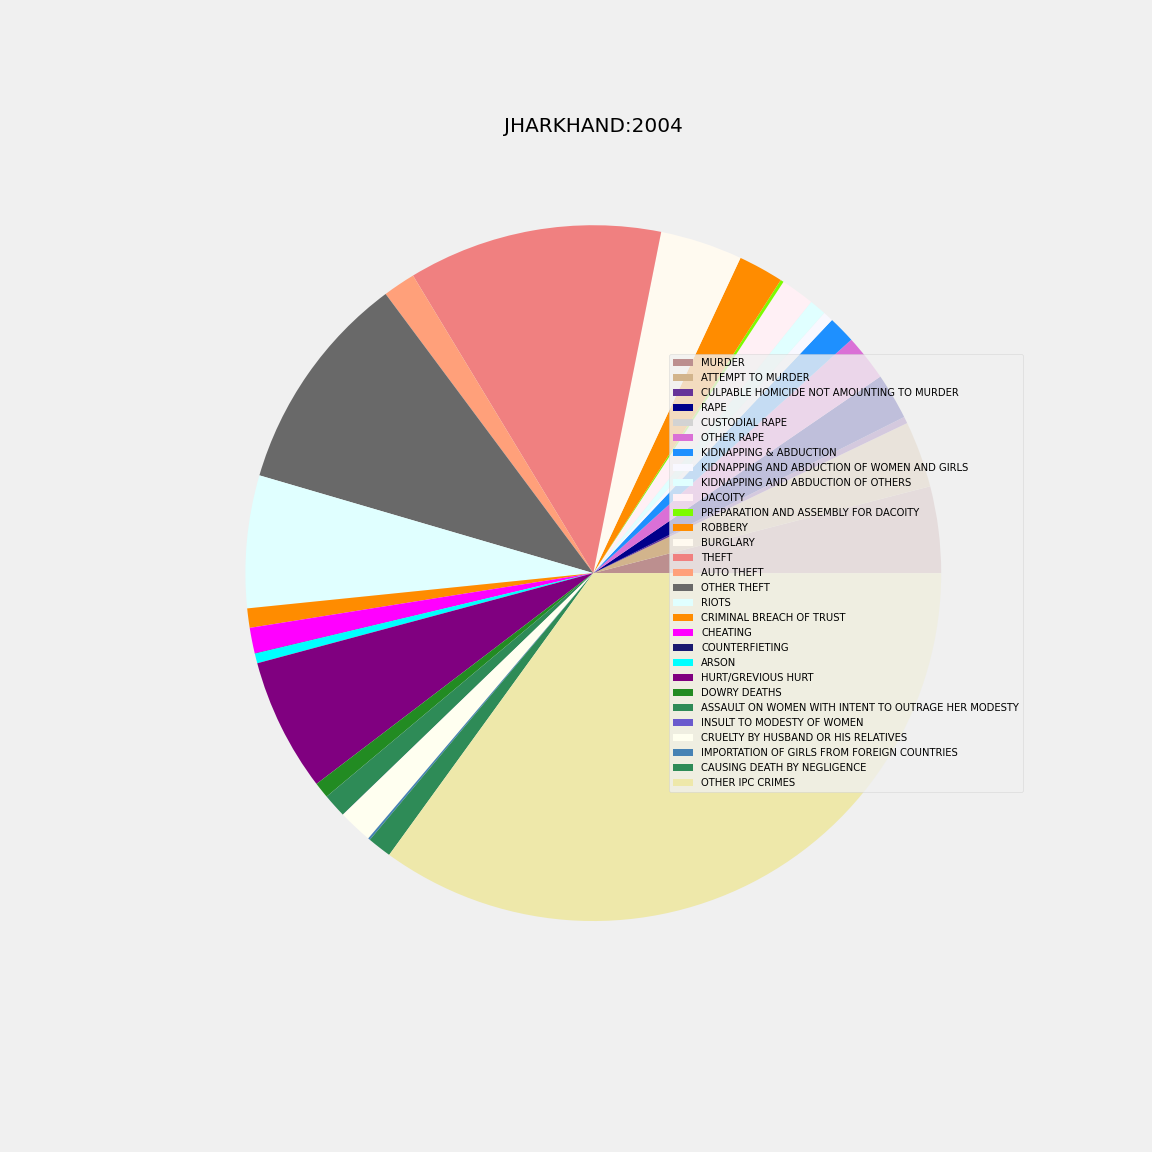 JHARKHAND:2004
MURDER
ATTEMPT TO MURDER
CULPABLE HOMICIDE NOT AMOUNTING TO MURDER
RAPE
CUSTODIAL RAPE
OTHER RAPE
KIDNAPPING & ABDUCTION
KIDNAPPING AND ABDUCTION OF WOMEN AND GIRLS
KIDNAPPING AND ABDUCTION OF OTHERS
DACOITY
PREPARATION AND ASSEMBLY FOR DACOITY
ROBBERY
BURGLARY
THEFT
AUTO THEFT
OTHER THEFT
RIOTS
CRIMINAL BREACH OF TRUST
CHEATING
COUNTERFIETING
ARSON
HURT/GREVIOUS HURT
DOWRY DEATHS
ASSAULT ON WOMEN WITH INTENT TO OUTRAGE HER MODESTY
INSULT TO MODESTY OF WOMEN
CRUELTY BY HUSBAND OR HIS RELATIVES
IMPORTATION OF GIRLS FROM FOREIGN COUNTRIES
CAUSING DEATH BY NEGLIGENCE
OTHER IPC CRIMES